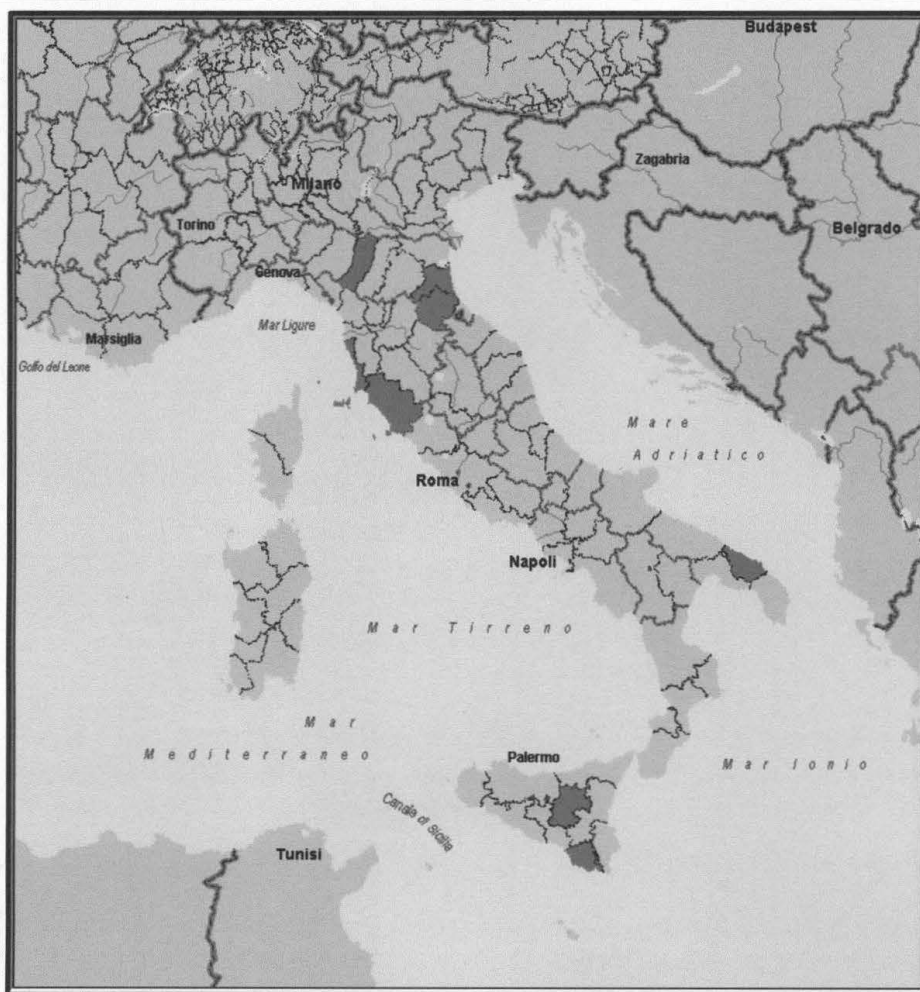 Budapest
Zagabria
Milano
Belgrado
Torino
Genova
Marsiglia
Mar Ligure
Golfo del Leone
Mare
Adriatico
Roma
Napoli
Mar Tirreno
Mar
Mediterraneo
Palermo
Mar Ionio
Canale di Sicilia
Tunisi